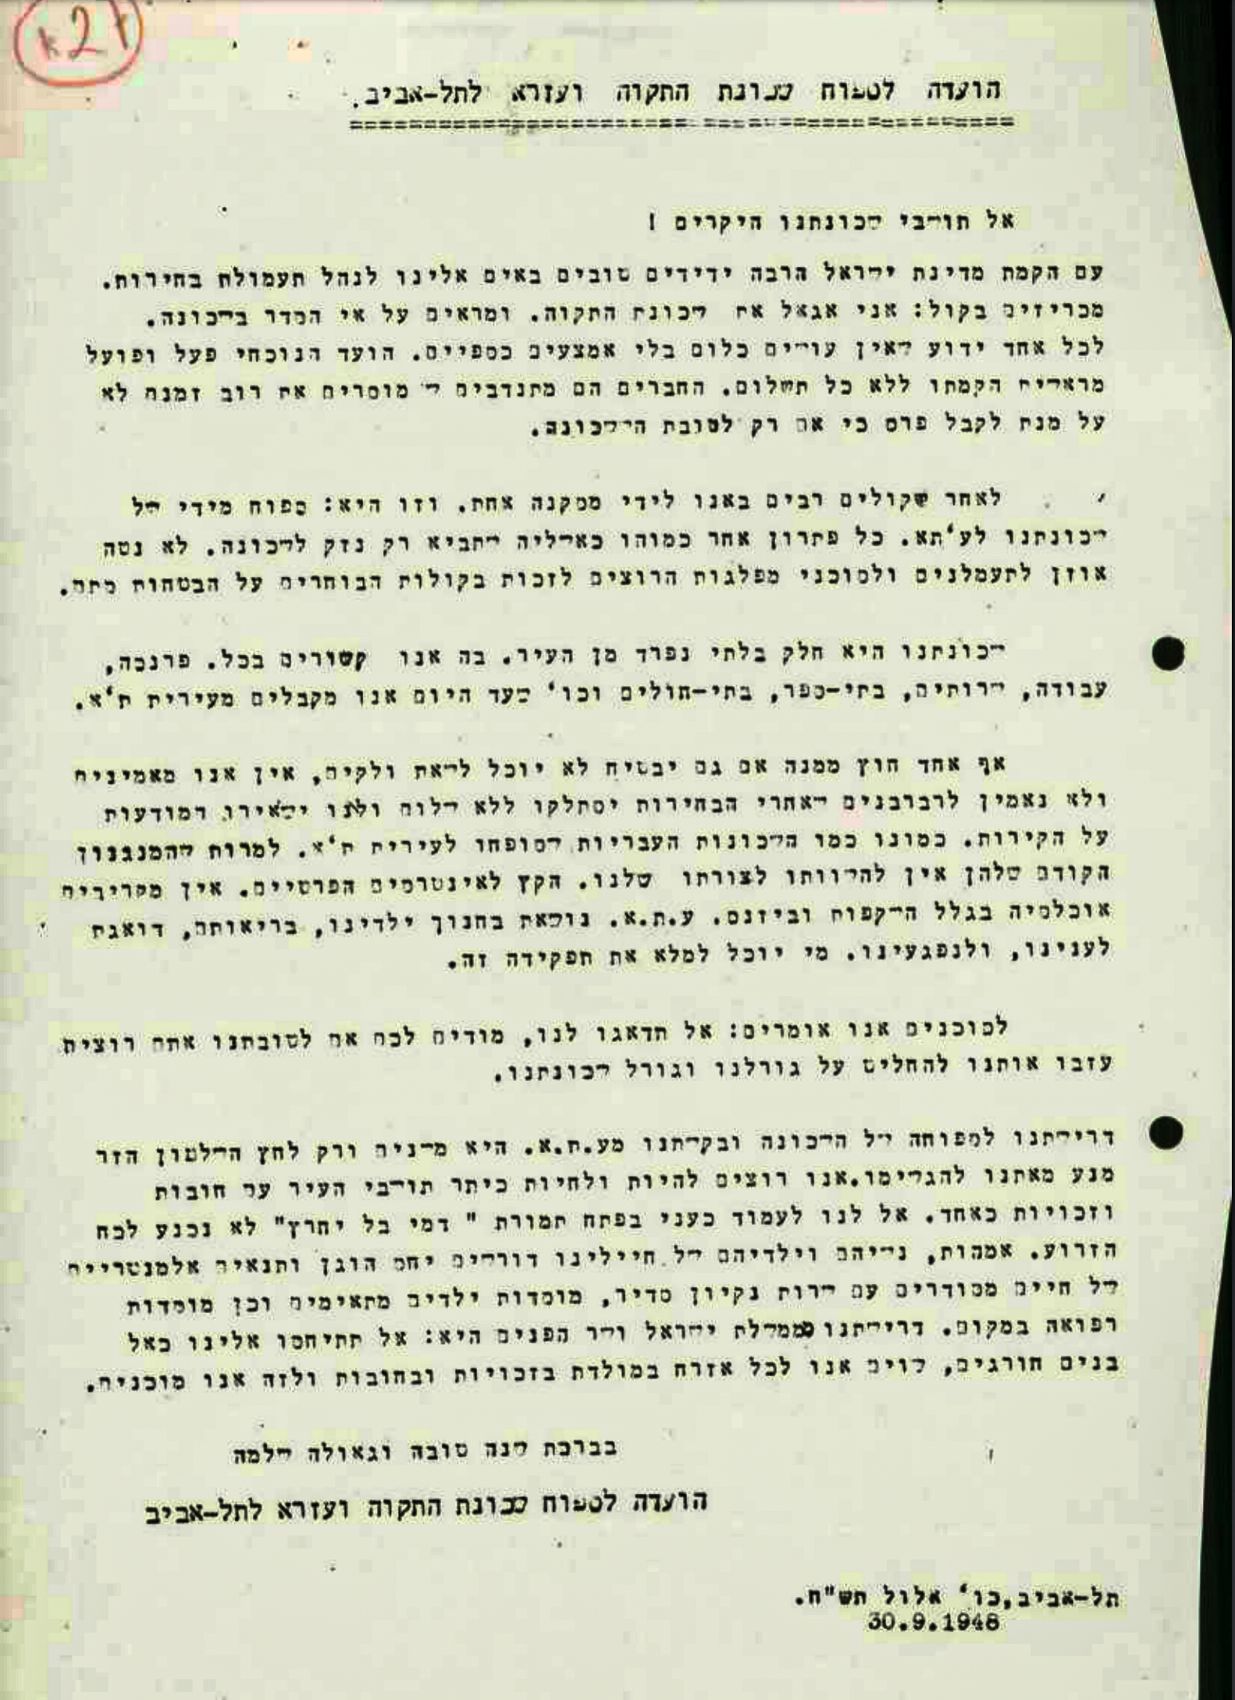 א2ך
הועדה לספוח שכונת התקוה ועזרא לתל-אביב.
אל תושבי שכונתנו היקרים !
עם הקמת מדינת ישראל הרבה ידידים טובים באים אלינו לנהל תעמולת בחירות.
מכריזים בקול: אני אגאל את שכונת התקוה. ומראים על אי הסדר בשכונה.
לכל אחד ידוע שאין עושים כלום בלי אמצעים כספיים. הועד הנוכחי פעל ופועל
מראשית הקמתו ללא כל תשלום. החברים הם מתנדבים ש מוסרים את רוב זמנם לא
על מנת לקבל פרס כי אם רק לטובת השכונה.
לאחר שקולים רבים באנו לידי מסקנה אחת. וזו היא: ספוח מידי של
שכונתנו לע'תא. כל פתרון אחר כמוהו כאשליה שתביא רק נזק לשכונה. לא נטה
אוזן לתעמלנים ולסוכני מפלגות הרוצים לזכות בקולות הבוחרים על הבטחות סתם.
שכונתנו היא חלק בלתי נפרד מן העיר. בה אנו קשורים בכל. פרנסה,
עבודה, שרותים, בתי-ספר, בתי-חולים וכו' שעד היום אנו מקבלים מעירית ת'א.
אף אחד חוץ ממנה אם גם יבטיח לא יוכל לשאת ולקים, אין אנו מאמינים
ולא נאמין לרברבנים שאחרי הבחירות יסתלקו ללא שלום ולנו ישאירו המודעות
על הקירות. כמונו כמו השכונות העבריות שסופחו לעירית ת'א. למרות שהמנגנון
הקודם שלהן אין להשוותו לצורתו שלנו. הקץ לאינטרסים הפרטיים. אין מקריבים
אוכלסיה בגלל השקפות וביזנס. ע.ת.א. נושאת בחנוך ילדינו, בריאותם, דואגת
לענינו, ולנפגעינו. מי יוכל למלא את תפקידה זה.
לסוכנים אנו אומרים: אל תדאגו לנו, מודים לכם אם לטובתנו אתם רוצים
עזבו אותנו להחליט על גורלנו וגורל שכונתנו.
דרישתנו לספוחה של השכונה ובקשתנו מע.ת.א. היא משנים ורק לחץ השלטון הזר
מנע מאתנו להגשימו.אנו רוצים להיות ולחיות כיתר תושבי העיר עם חובות
וזכויות כאחד. אל לנו לעמוד כעני בפתח תמורת " דמי בל יחרץ" לא נכנע לכח
הזרוע. אמהות, נשיהם וילדיהם של חיילינו דורשים יחס הוגן ותנאים אלמנטריים
של חיים מסודרים עם שרות נקיון סדיר, מוסדות ילדים מתאימים וכן מוסדות
רפואה במקום. דרישתנו מממשלת ישראל ושר הפנים היא: אל תתיחסו אלינו כאל
בנים חורגים, שוים אנו לכל אזרח במולדת בזכויות ובחובות ולזה אנו מוכנים.
בברכת שנה טובה וגאולה שלמה
הועדה לספוח שכונת התקוה ועזרא לתל-אביב
תל-אביב,כו' אלול תש"ח.
30.9.1948